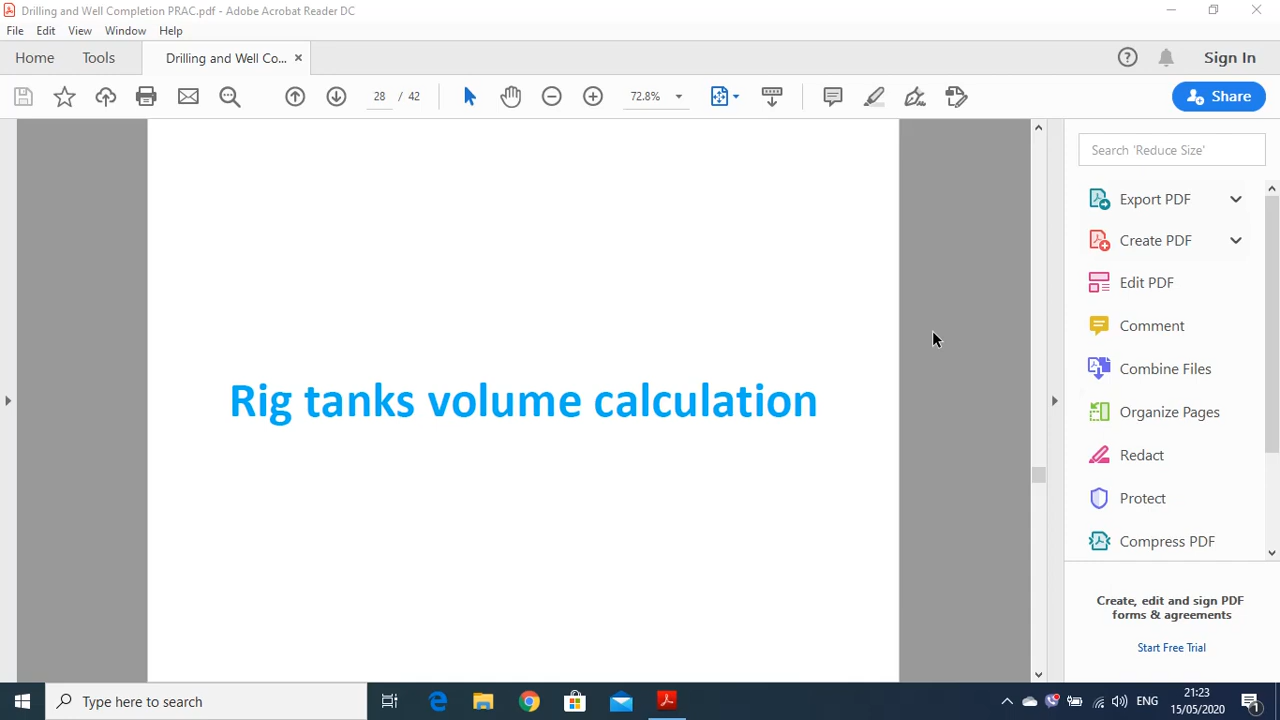 Drilling and Well Completion PRAC.pdf - Adobe Acrobat Reader DC
File Edit View Window Help
Home Tools Drilling and Well Co... × Sign In
28 / 42 72.8% Share
Search 'Reduce Size'
Export PDF
Create PDF
Edit PDF
Comment
Rig tanks volume calculation
Combine Files
Organize Pages
Redact
Protect
Compress PDF
Create, edit and sign PDF
forms & agreements
Start Free Trial
Type here to search
ENG
21:23
15/05/2020
1